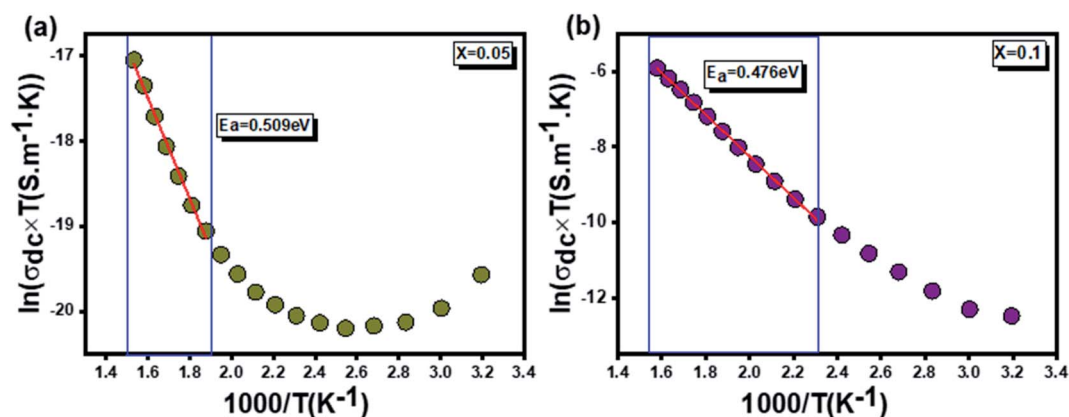 (a)
X=0.05
Ea=0.509eV
ln(σdc×T(S.m⁻¹·K))
-17
-18
-19
-20
1.4 1.6 1.8 2.0 2.2 2.4 2.6 2.8 3.0 3.2 3.4
1000/T(K⁻¹)
(b)
X=0.1
Eₐ=0.476eV
ln(σdc×T(S.m⁻¹.K)
-6
-8
-10
-12
1.4 1.6 1.8 2.0 2.2 2.4 2.6 2.8 3.0 3.2 3.4
1000/T(K⁻¹)